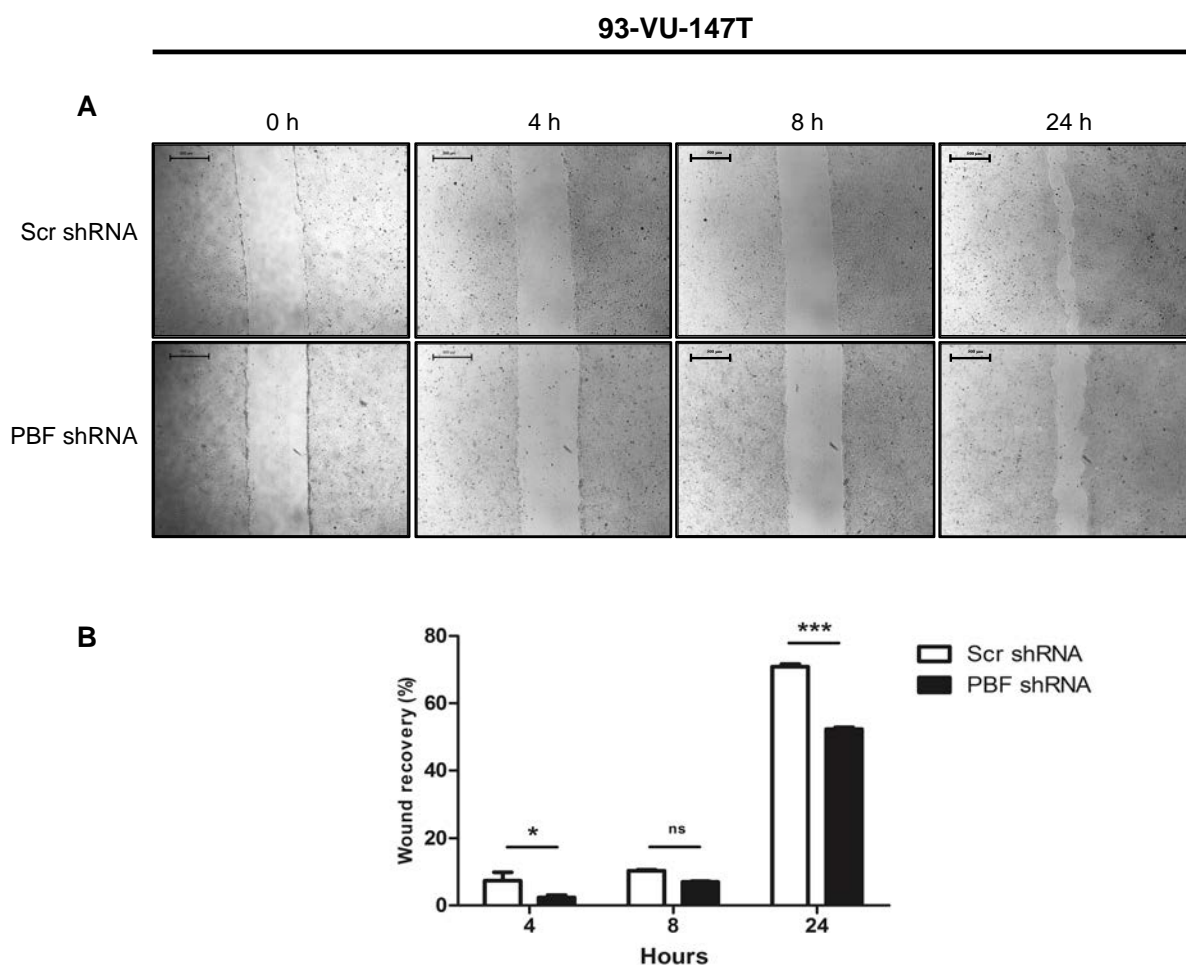 93-VU-147T
A
0 h 4 h 8 h 24 h
Scr shRNA
PBF shRNA
B
Wound recovery (%)
80
60
40
20
0
* ns ***
4 8 24
Hours
Scr shRNA
PBF shRNA